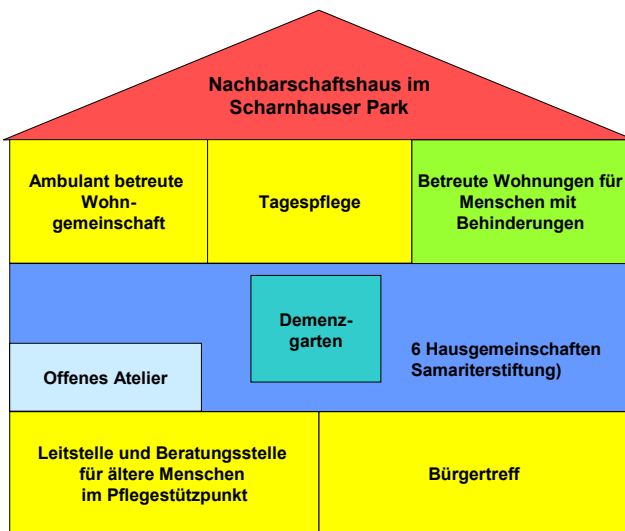 Nachbarschaftshaus im
Scharnhauser Park
Ambulant betreute
Wohn-
gemeinschaft
Tagespflege
Betreute Wohnungen für
Menschen mit
Behinderungen
Demenz-
garten
6 Hausgemeinschaften
Samariterstiftung)
Offenes Atelier
Leitstelle und Beratungsstelle
für ältere Menschen
im Pflegestützpunkt
Bürgertreff